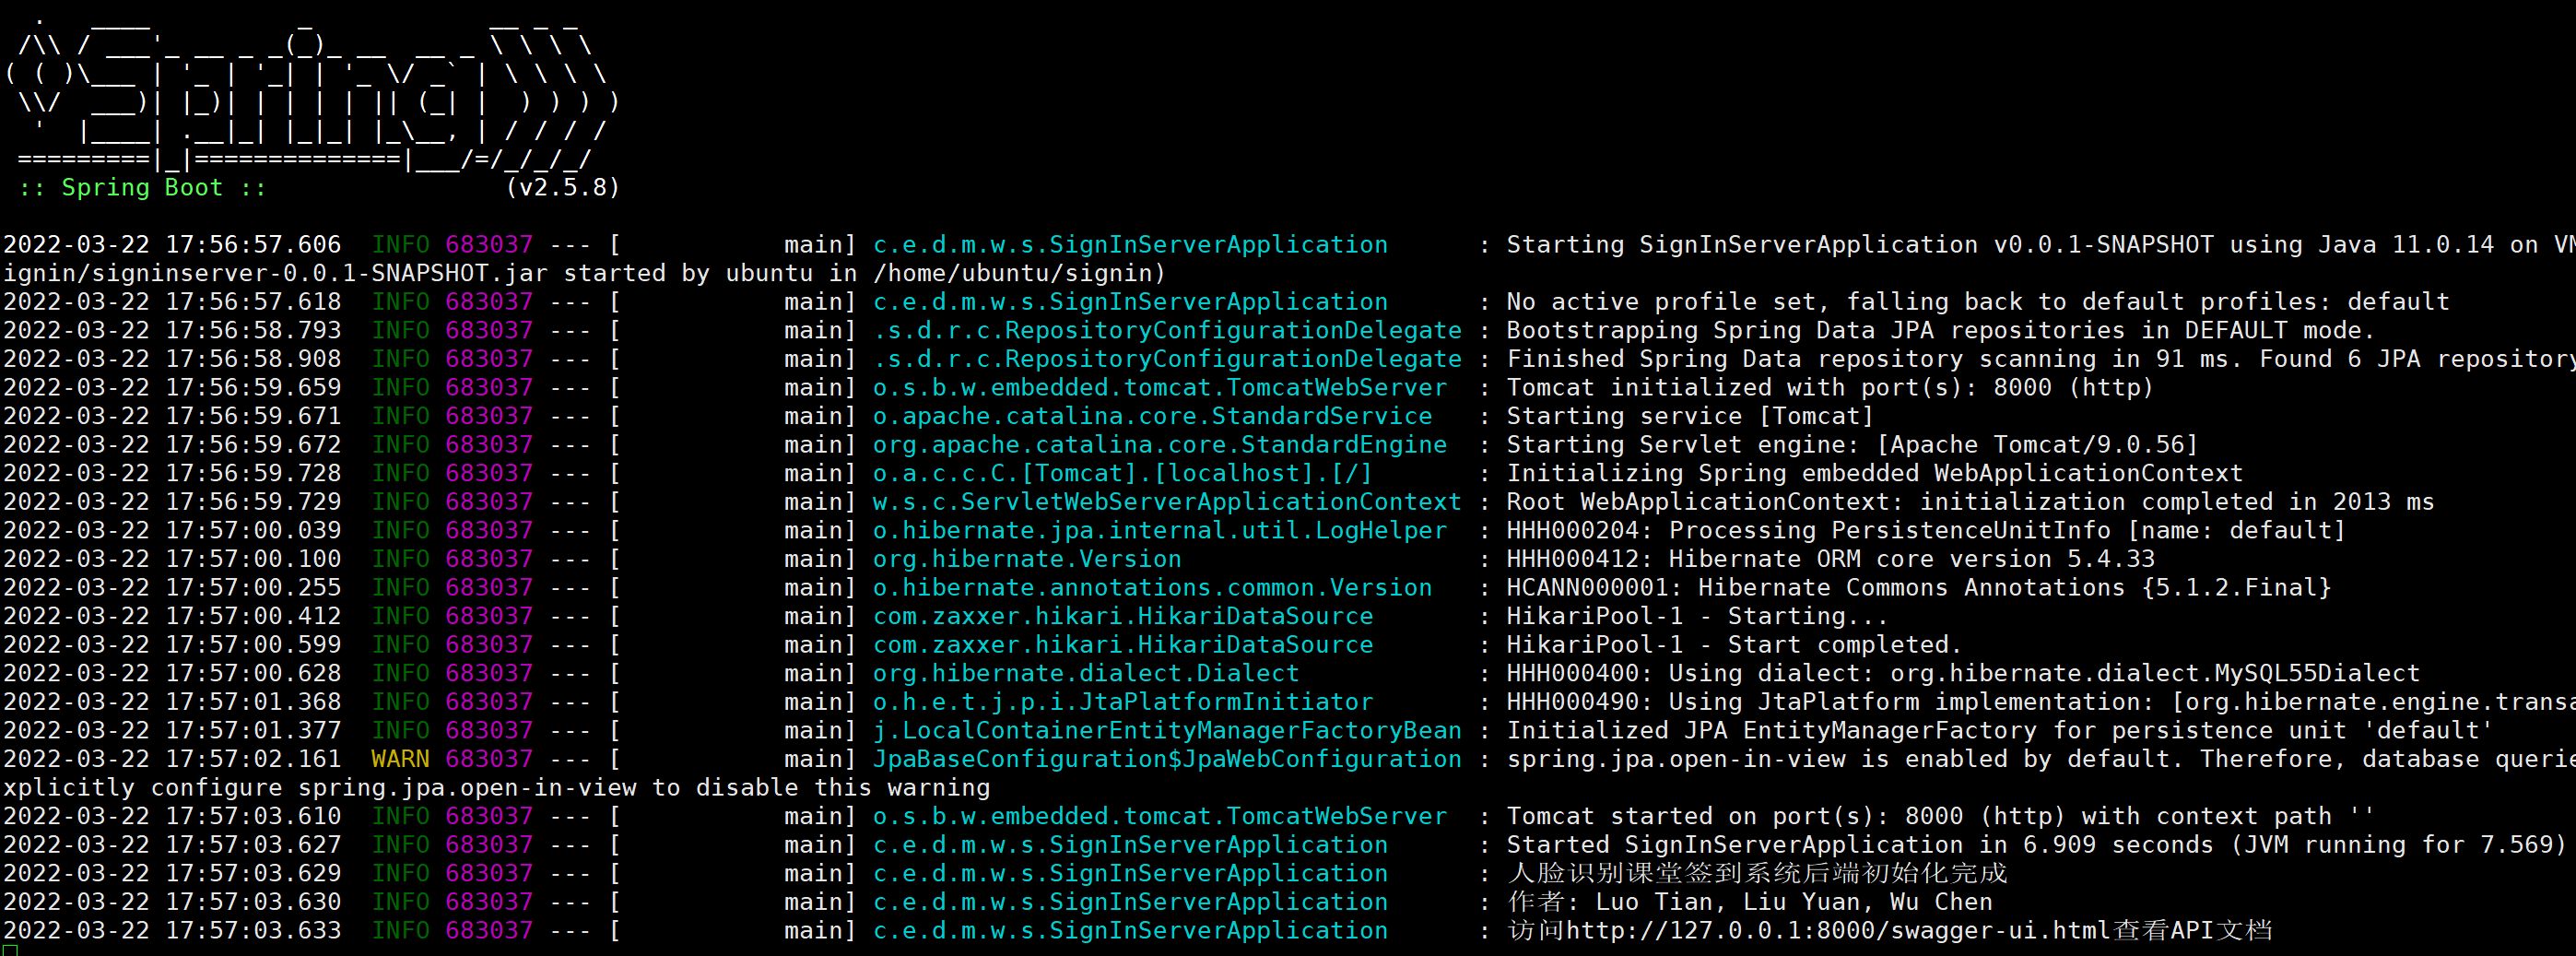 .   ____          _            __ _ _
 /\\ / ___'_ __ _ _(_)_ __  __ _ \ \ \ \
( ( )\___ | '_ | '_| | '_ \/ _` | \ \ \ \
 \\/  ___)| |_)| | | | | || (_| |  ) ) ) )
  '  |____| .__|_| |_|_| |_\__, | / / / /
 =========|_|==============|___/=/_/_/_/
 :: Spring Boot ::                (v2.5.8)
2022-03-22 17:56:57.606  INFO 683037 --- [           main] c.e.d.m.w.s.SignInServerApplication      : Starting SignInServerApplication v0.0.1-SNAPSHOT using Java 11.0.14 on VM
ignin/signinserver-0.0.1-SNAPSHOT.jar started by ubuntu in /home/ubuntu/signin)
2022-03-22 17:56:57.618  INFO 683037 --- [           main] c.e.d.m.w.s.SignInServerApplication      : No active profile set, falling back to default profiles: default
2022-03-22 17:56:58.793  INFO 683037 --- [           main] .s.d.r.c.RepositoryConfigurationDelegate : Bootstrapping Spring Data JPA repositories in DEFAULT mode.
2022-03-22 17:56:58.908  INFO 683037 --- [           main] .s.d.r.c.RepositoryConfigurationDelegate : Finished Spring Data repository scanning in 91 ms. Found 6 JPA repository
2022-03-22 17:56:59.659  INFO 683037 --- [           main] o.s.b.w.embedded.tomcat.TomcatWebServer  : Tomcat initialized with port(s): 8000 (http)
2022-03-22 17:56:59.671  INFO 683037 --- [           main] o.apache.catalina.core.StandardService   : Starting service [Tomcat]
2022-03-22 17:56:59.672  INFO 683037 --- [           main] org.apache.catalina.core.StandardEngine  : Starting Servlet engine: [Apache Tomcat/9.0.56]
2022-03-22 17:56:59.728  INFO 683037 --- [           main] o.a.c.c.C.[Tomcat].[localhost].[/]       : Initializing Spring embedded WebApplicationContext
2022-03-22 17:56:59.729  INFO 683037 --- [           main] w.s.c.ServletWebServerApplicationContext : Root WebApplicationContext: initialization completed in 2013 ms
2022-03-22 17:57:00.039  INFO 683037 --- [           main] o.hibernate.jpa.internal.util.LogHelper  : HHH000204: Processing PersistenceUnitInfo [name: default]
2022-03-22 17:57:00.100  INFO 683037 --- [           main] org.hibernate.Version                    : HHH000412: Hibernate ORM core version 5.4.33
2022-03-22 17:57:00.255  INFO 683037 --- [           main] o.hibernate.annotations.common.Version   : HCANN000001: Hibernate Commons Annotations {5.1.2.Final}
2022-03-22 17:57:00.412  INFO 683037 --- [           main] com.zaxxer.hikari.HikariDataSource       : HikariPool-1 - Starting...
2022-03-22 17:57:00.599  INFO 683037 --- [           main] com.zaxxer.hikari.HikariDataSource       : HikariPool-1 - Start completed.
2022-03-22 17:57:00.628  INFO 683037 --- [           main] org.hibernate.dialect.Dialect            : HHH000400: Using dialect: org.hibernate.dialect.MySQL55Dialect
2022-03-22 17:57:01.368  INFO 683037 --- [           main] o.h.e.t.j.p.i.JtaPlatformInitiator       : HHH000490: Using JtaPlatform implementation: [org.hibernate.engine.transa
2022-03-22 17:57:01.377  INFO 683037 --- [           main] j.LocalContainerEntityManagerFactoryBean : Initialized JPA EntityManagerFactory for persistence unit 'default'
2022-03-22 17:57:02.161  WARN 683037 --- [           main] JpaBaseConfiguration$JpaWebConfiguration : spring.jpa.open-in-view is enabled by default. Therefore, database querie
xplicitly configure spring.jpa.open-in-view to disable this warning
2022-03-22 17:57:03.610  INFO 683037 --- [           main] o.s.b.w.embedded.tomcat.TomcatWebServer  : Tomcat started on port(s): 8000 (http) with context path ''
2022-03-22 17:57:03.627  INFO 683037 --- [           main] c.e.d.m.w.s.SignInServerApplication      : Started SignInServerApplication in 6.909 seconds (JVM running for 7.569)
2022-03-22 17:57:03.629  INFO 683037 --- [           main] c.e.d.m.w.s.SignInServerApplication      : 人脸识别课堂签到系统后端初始化完成
2022-03-22 17:57:03.630  INFO 683037 --- [           main] c.e.d.m.w.s.SignInServerApplication      : 作者: Luo Tian, Liu Yuan, Wu Chen
2022-03-22 17:57:03.633  INFO 683037 --- [           main] c.e.d.m.w.s.SignInServerApplication      : 访问http://127.0.0.1:8000/swagger-ui.html查看API文档